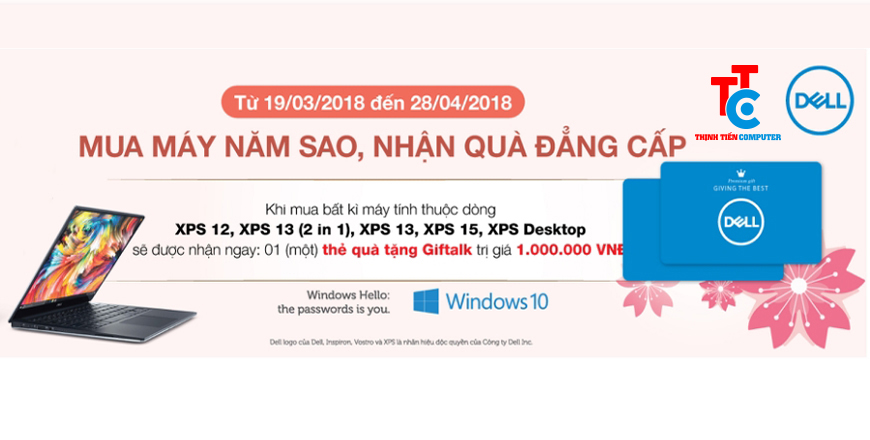 Từ 19/03/2018 đến 28/04/2018
TTC
THỊNH TIẾN COMPUTER
DELL
MUA MÁY NĂM SAO, NHẬN QUÀ ĐẲNG CẤP
Khi mua bất kì máy tính thuộc dòng
XPS 12, XPS 13 (2 in 1), XPS 13, XPS 15, XPS Desktop
sẽ được nhận ngay: 01 (một) thẻ quà tặng Giftalk trị giá 1.000.000 VNĐ
Premium gift
GIVING THE BEST
DELL
Windows Hello:
the passwords is you.
Windows 10
Dell logo của Dell, Inspiron, Vostro và XPS là nhãn hiệu độc quyền của Công ty Dell Inc.